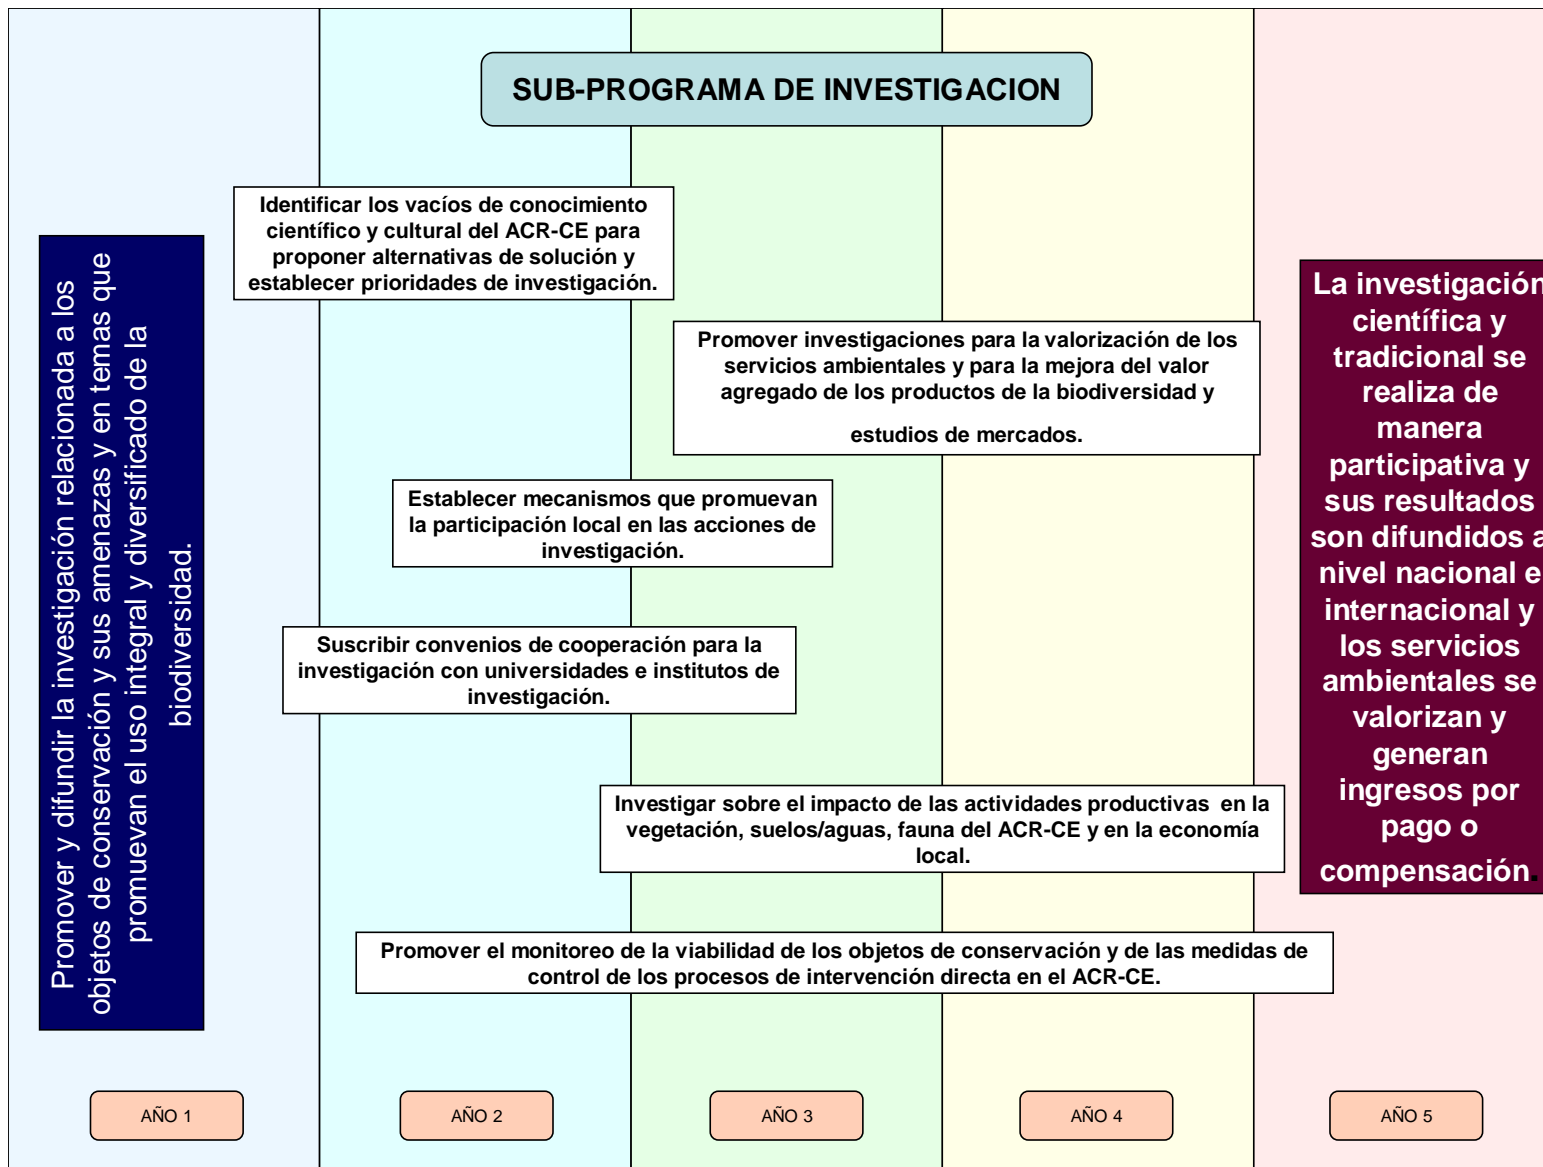 SUB-PROGRAMA DE INVESTIGACION
Promover y difundir la investigación relacionada a los
objetos de conservación y sus amenazas y en temas que
promuevan el uso integral y diversificado de la
biodiversidad.
Identificar los vacíos de conocimiento
científico y cultural del ACR-CE para
proponer alternativas de solución y
establecer prioridades de investigación.
Promover investigaciones para la valorización de los
servicios ambientales y para la mejora del valor
agregado de los productos de la biodiversidad y
estudios de mercados.
Establecer mecanismos que promuevan
la participación local en las acciones de
investigación.
Suscribir convenios de cooperación para la
investigación con universidades e institutos de
investigación.
Investigar sobre el impacto de las actividades productivas en la
vegetación, suelos/aguas, fauna del ACR-CE y en la economía
local.
Promover el monitoreo de la viabilidad de los objetos de conservación y de las medidas de
control de los procesos de intervención directa en el ACR-CE.
La investigación
científica y
tradicional se
realiza de
manera
participativa y
sus resultados
son difundidos a
nivel nacional e
internacional y
los servicios
ambientales se
valorizan y
generan
ingresos por
pago o
compensación.
AÑO 1
AÑO 2
AÑO 3
AÑO 4
AÑO 5